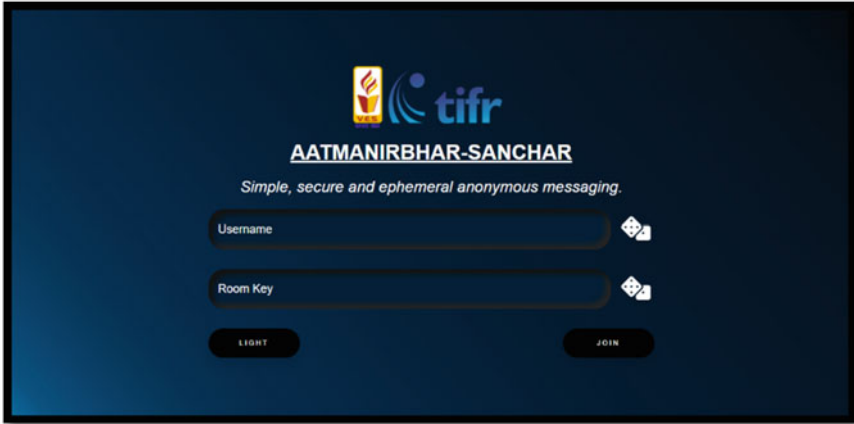 V.E.S.
tifr
AATMANIRBHAR-SANCHAR
Simple, secure and ephemeral anonymous messaging.
Username
Room Key
LIGHT
JOIN